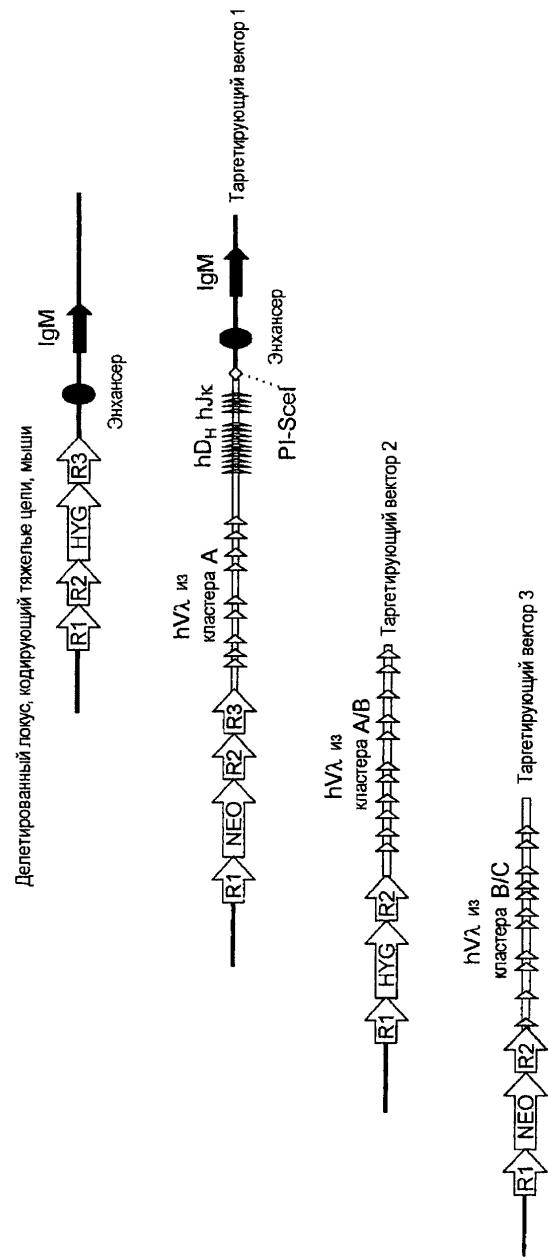 Делетированный локус, кодирующий тяжелые цепи, мыши
R1 R2 HYG R3
Энхансер
IgM
hVλ из
кластера A
hDH hJκ
IgM
R1 NEO R2 R3
PI-SceI
Энхансер
Таргетирующий вектор 1
hVλ из
кластера A/B
R1 HYG R2
Таргетирующий вектор 2
hVλ из
кластера B/C
R1 NEO R2
Таргетирующий вектор 3